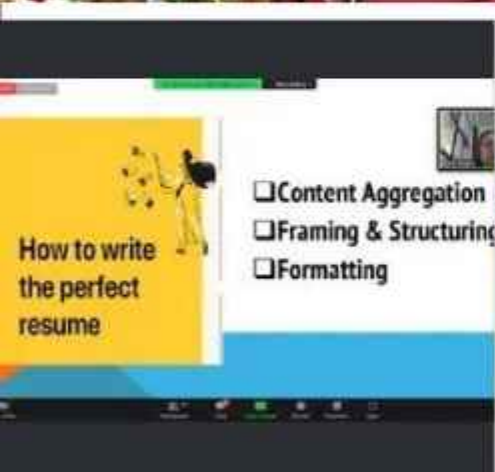 How to write
the perfect
resume
❑Content Aggregation
❑Framing & Structuring
❑Formatting